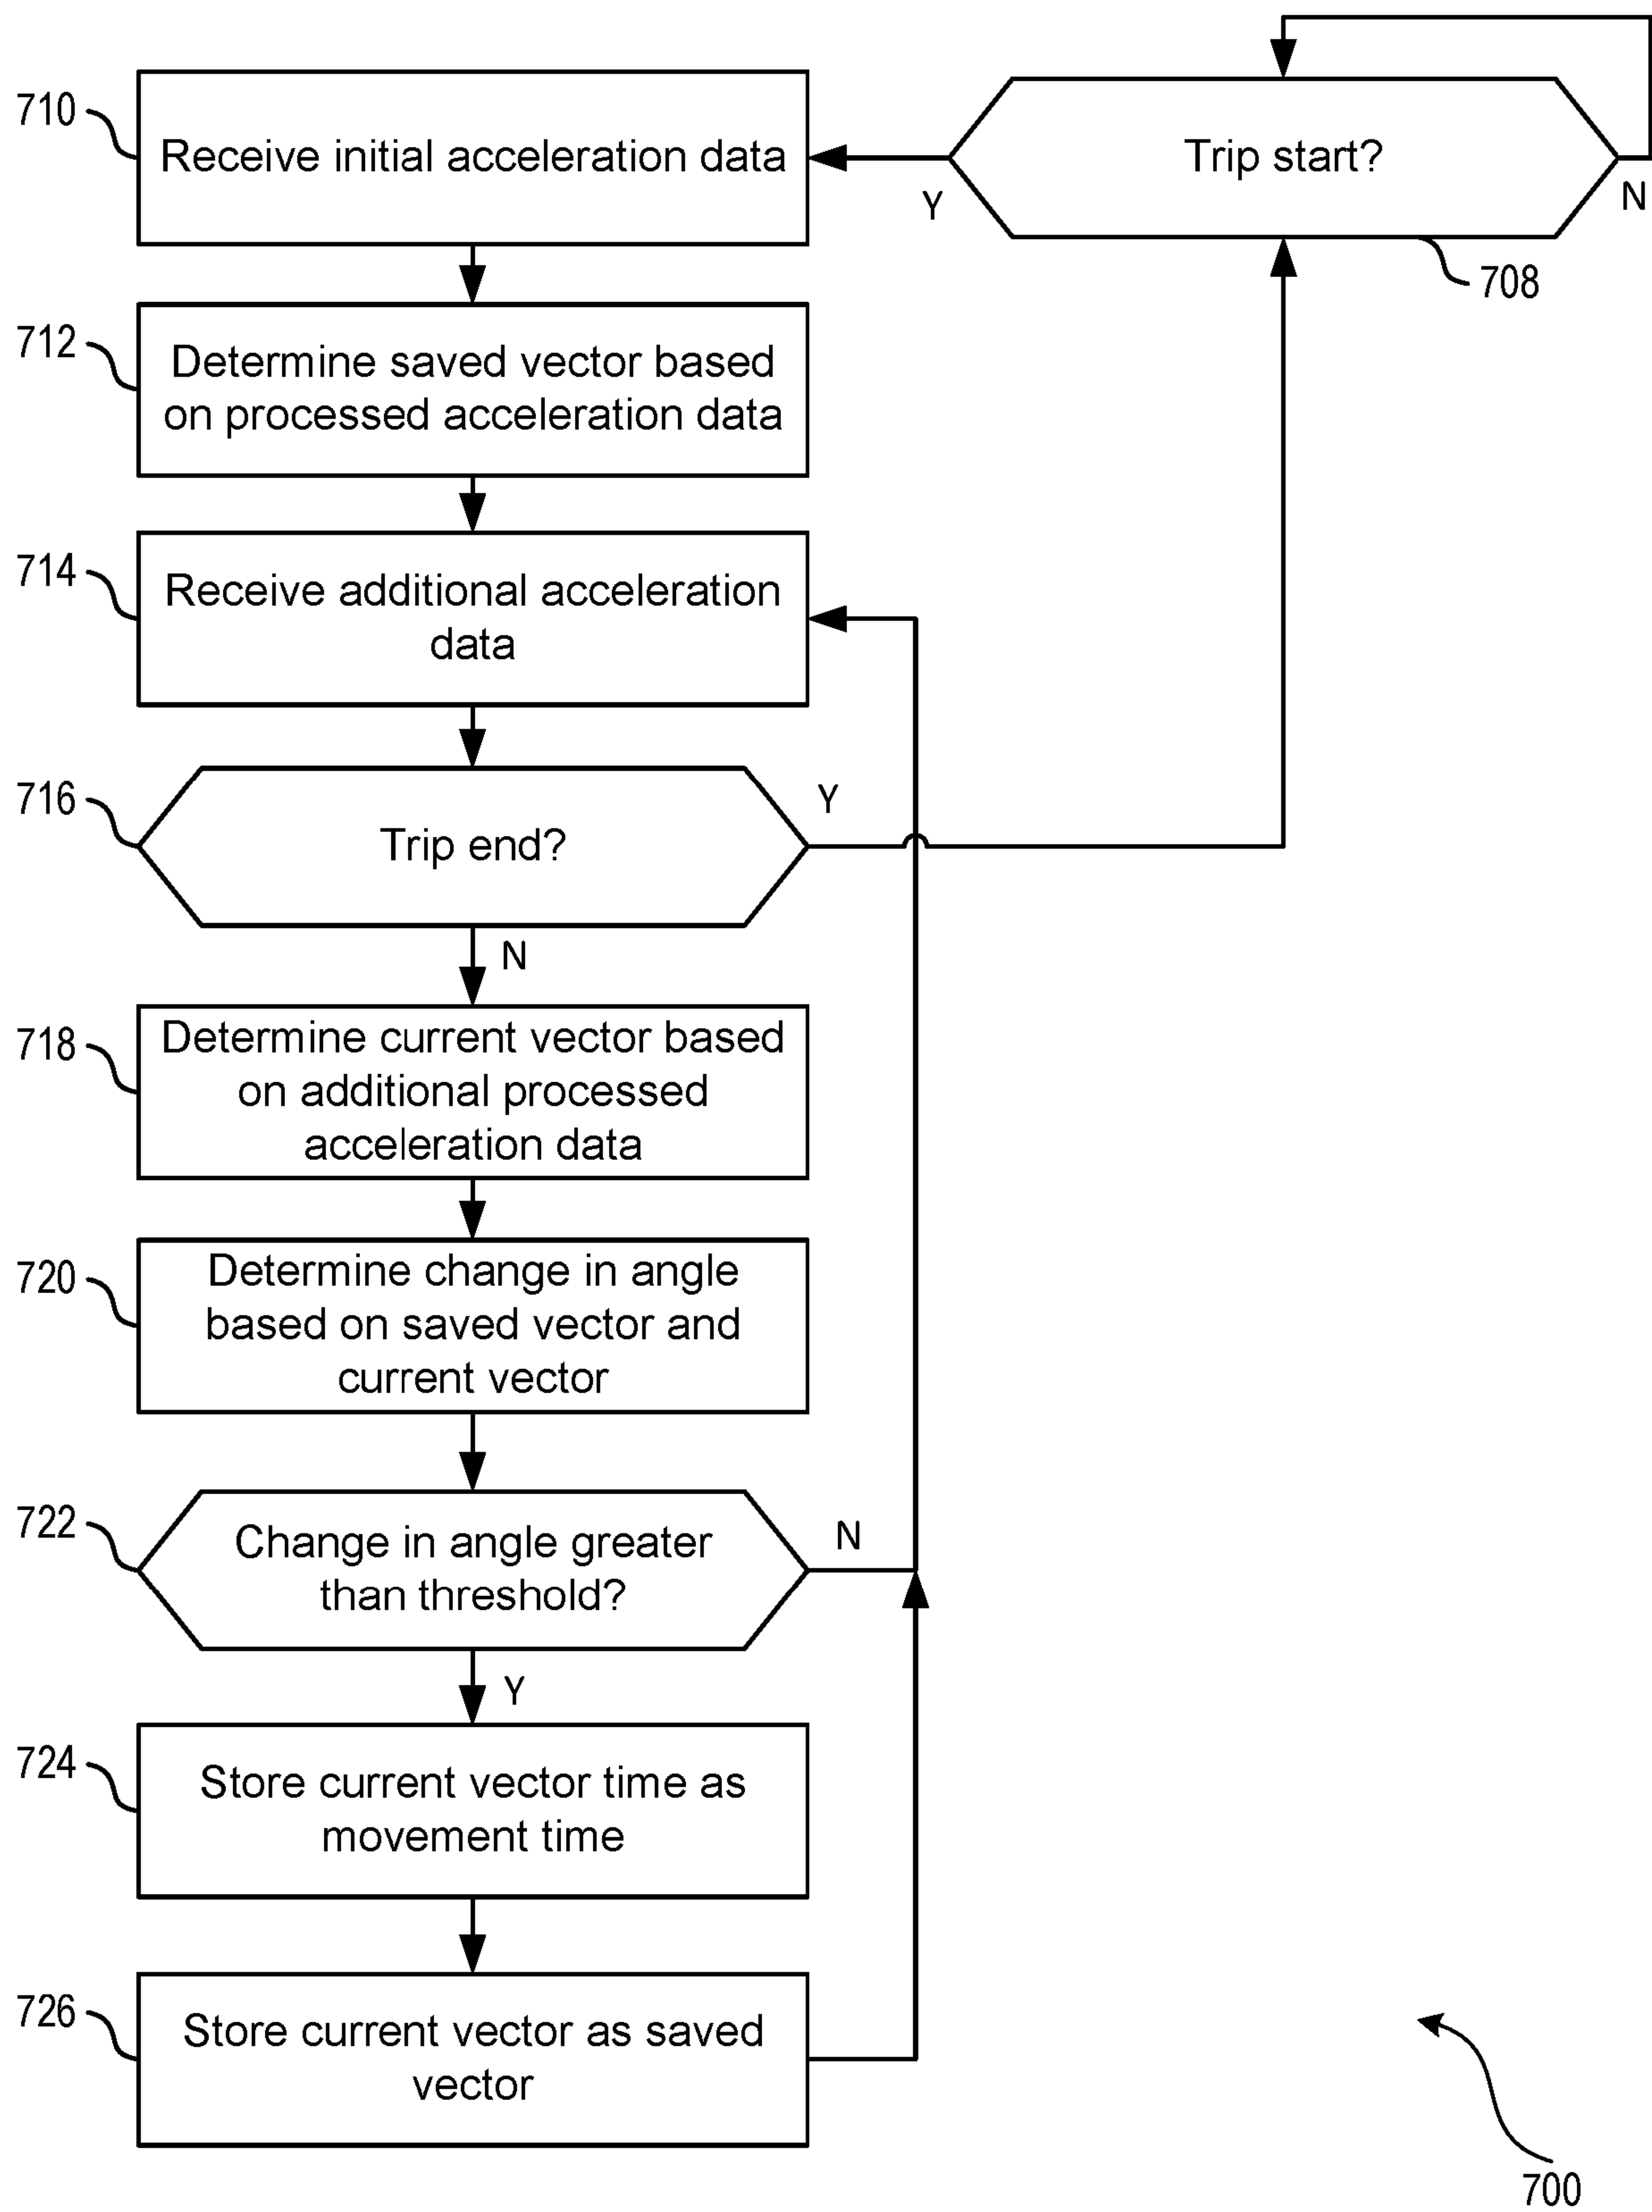 710
Receive initial acceleration data
Trip start?
Y
N
708
712
Determine saved vector based
on processed acceleration data
714
Receive additional acceleration
data
716
Trip end?
Y
N
718
Determine current vector based
on additional processed
acceleration data
720
Determine change in angle
based on saved vector and
current vector
722
Change in angle greater
than threshold?
N
Y
724
Store current vector time as
movement time
726
Store current vector as saved
vector
700